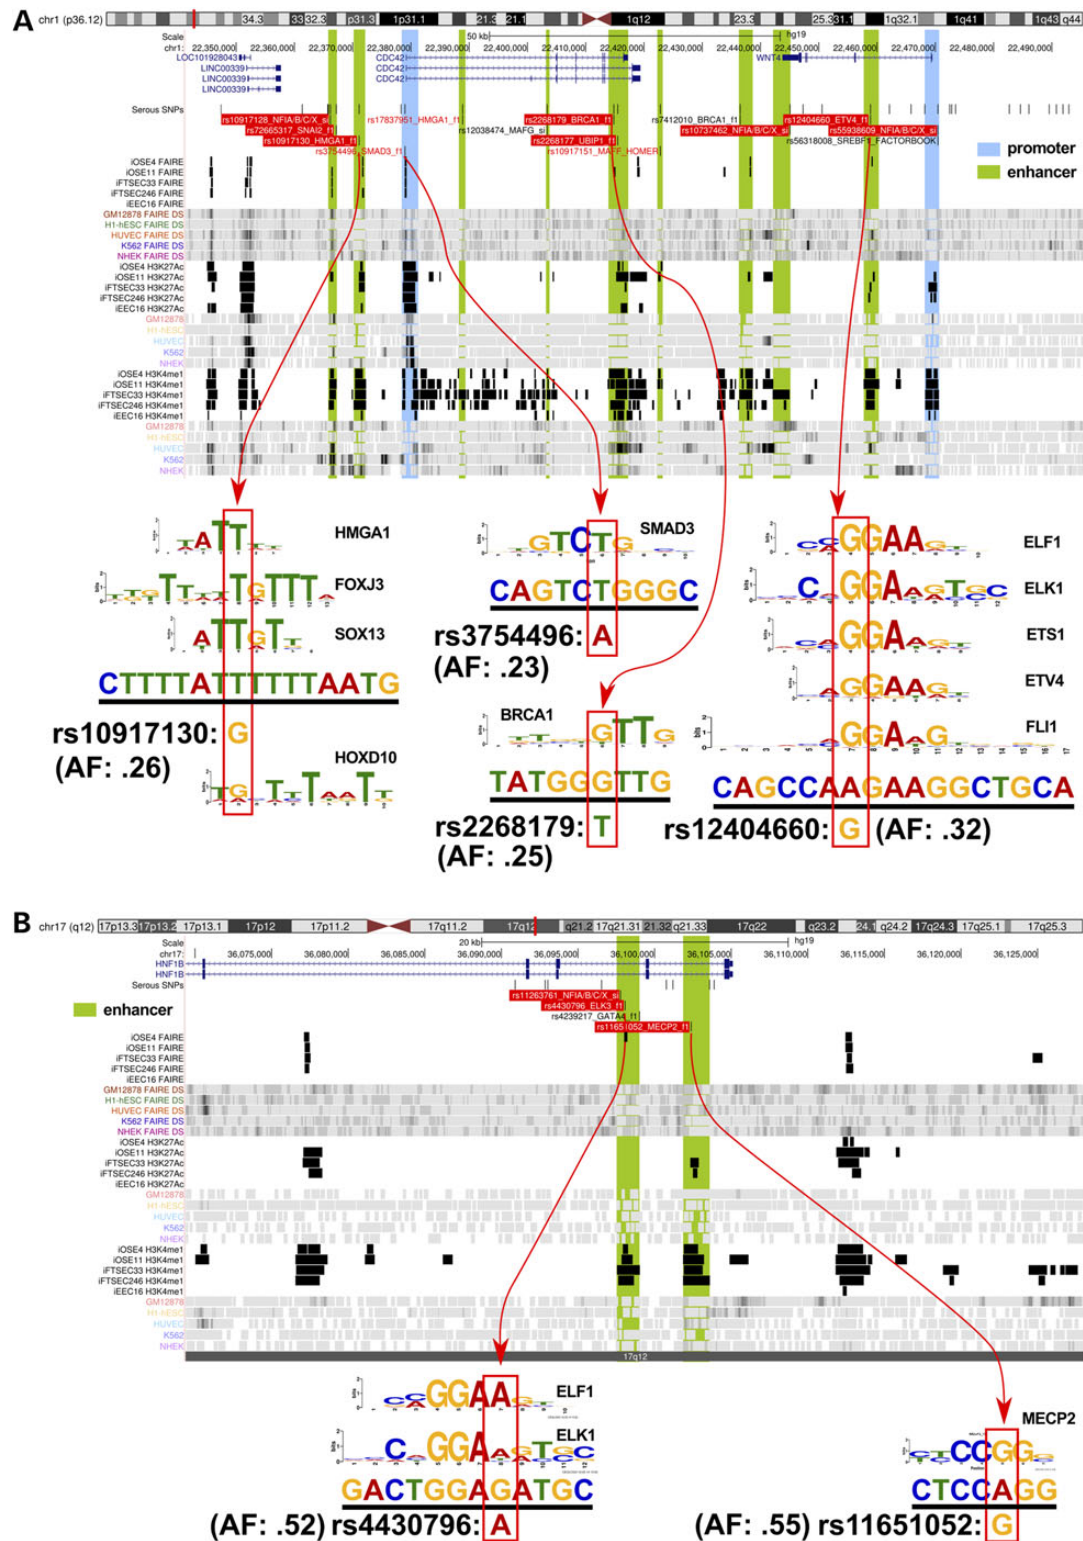 A
chr1 (p36.12)
34.3
33
32.3
p31.3
1p31.1
21.3
21.1
1q12
23.3
25.3
31.1
1q32.1
1q41
1q43
q44
Scale
50 kb
hg19
chr1:
22,350,000
22,360,000
22,370,000
22,380,000
22,390,000
22,400,000
22,410,000
22,420,000
22,430,000
22,440,000
22,450,000
22,460,000
22,470,000
22,480,000
22,490,000
LOC101928043
CDC42
WNT4
LINC00339
CDC42
LINC00339
CDC42
LINC00339
Serous SNPs
rs10917128_NFIA/B/C/X_si
rs17837951_HMGA1_f1
rs2268179_BRCA1_f1
rs7412010_BRCA1_f1
rs12404660_ETV4_f1
rs72665317_SNAI2_f1
rs12038474_MAFG_si
rs10737462_NFIA/B/C/X_si
rs55938609_NFIA/B/C/X_si
rs10917130_HMGA1_f1
rs2268177_UBIP1_f1
rs56318008_SREBF1_FACTORBOOK
rs3754496_SMAD3_f1
rs10917151_MAFF_HOMER
promoter
enhancer
iOSE4 FAIRE
iOSE11 FAIRE
iFTSEC33 FAIRE
iFTSEC246 FAIRE
iEEC16 FAIRE
GM12878 FAIRE DS
H1-hESC FAIRE DS
HUVEC FAIRE DS
K562 FAIRE DS
NHEK FAIRE DS
iOSE4 H3K27Ac
iOSE11 H3K27Ac
iFTSEC33 H3K27Ac
iFTSEC246 H3K27Ac
iEEC16 H3K27Ac
GM12878
H1-hESC
HUVEC
K562
NHEK
iOSE4 H3K4me1
iOSE11 H3K4me1
iFTSEC33 H3K4me1
iFTSEC246 H3K4me1
iEEC16 H3K4me1
GM12878
H1-hESC
HUVEC
K562
NHEK
HMGA1
FOXJ3
SOX13
CTTTTATTTTTTAATG
rs10917130: G
(AF: .26)
HOXD10
SMAD3
CAGTCTGGGC
rs3754496: A
(AF: .23)
BRCA1
TATGGGTTG
rs2268179: T
(AF: .25)
ELF1
ELK1
ETS1
ETV4
FLI1
CAGCCAAGAAGGCTGCA
rs12404660: G (AF: .32)
B
chr17 (q12)
17p13.3
17p13.2
17p13.1
17p12
17p11.2
17q11.2
17q12
q21.2
17q21.31
21.32
q21.33
17q22
q23.2
24.1
q24.2
17q24.3
17q25.1
17q25.3
Scale
20 kb
hg19
chr17:
36,075,000
36,080,000
36,085,000
36,090,000
36,095,000
36,100,000
36,105,000
36,110,000
36,115,000
36,120,000
36,125,000
HNF1B
HNF1B
Serous SNPs
rs11263761_NFIA/B/C/X_si
rs4430796_ELK3_f1
rs4239217_GATA4_f1
rs11651052_MECP2_f1
enhancer
iOSE4 FAIRE
iOSE11 FAIRE
iFTSEC33 FAIRE
iFTSEC246 FAIRE
iEEC16 FAIRE
GM12878 FAIRE DS
H1-hESC FAIRE DS
HUVEC FAIRE DS
K562 FAIRE DS
NHEK FAIRE DS
iOSE4 H3K27Ac
iOSE11 H3K27Ac
iFTSEC33 H3K27Ac
iFTSEC246 H3K27Ac
iEEC16 H3K27Ac
GM12878
H1-hESC
HUVEC
K562
NHEK
iOSE4 H3K4me1
iOSE11 H3K4me1
iFTSEC33 H3K4me1
iFTSEC246 H3K4me1
iEEC16 H3K4me1
GM12878
H1-hESC
HUVEC
K562
NHEK
17q12
ELF1
ELK1
GACTGGAGATGC
(AF: .52) rs4430796: A
MECP2
CTCCAGG
(AF: .55) rs11651052: G